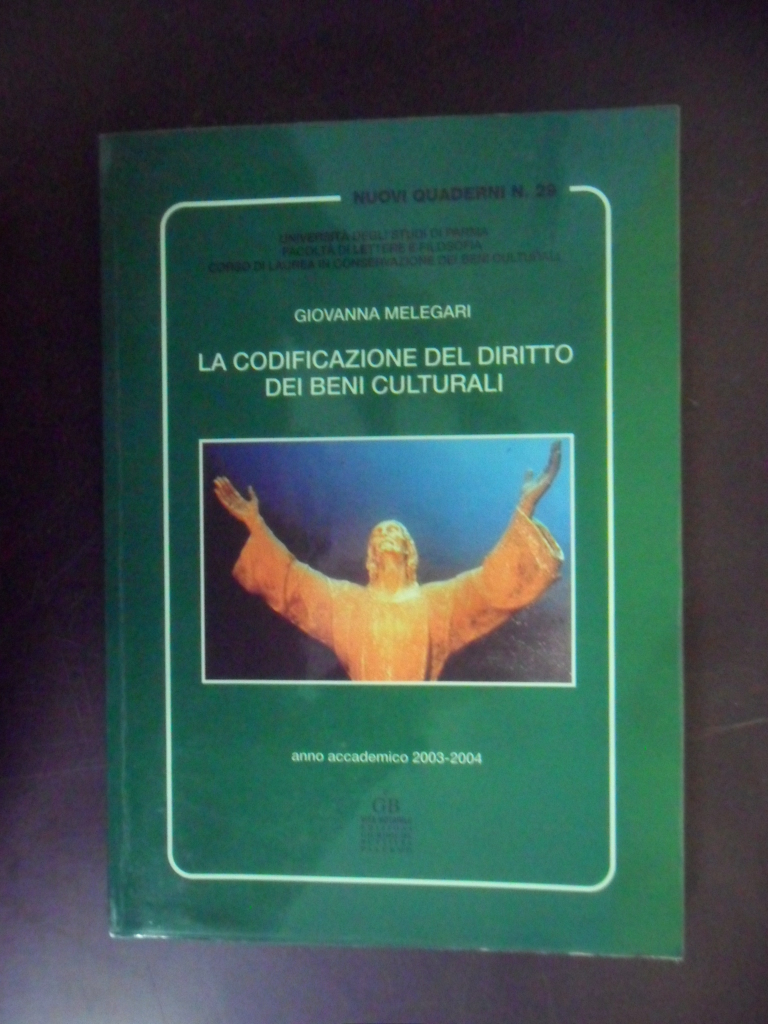 NUOVI QUADERNI N. 29
UNIVERSITÀ DEGLI STUDI DI PARMA
FACOLTÀ DI LETTERE E FILOSOFIA
CORSO DI LAUREA IN CONSERVAZIONE DEI BENI CULTURALI
GIOVANNA MELEGARI
LA CODIFICAZIONE DEL DIRITTO
DEI BENI CULTURALI
anno accademico 2003-2004
GB